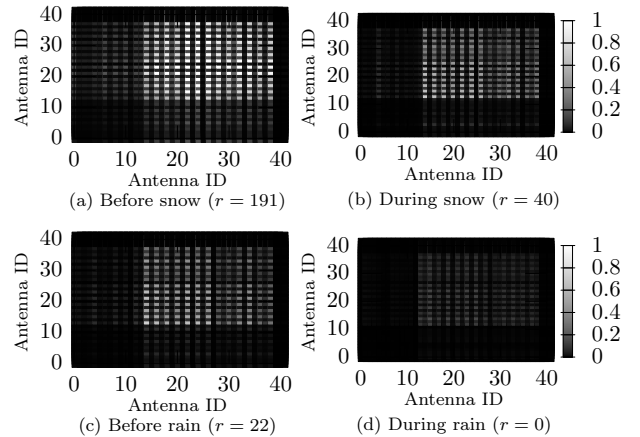 40
30
20
10
0
Antenna ID
0 10 20 30 40
Antenna ID
(a) Before snow (r = 191)
40
30
20
10
0
Antenna ID
0 10 20 30 40
Antenna ID
(b) During snow (r = 40)
1
0.8
0.6
0.4
0.2
0
40
30
20
10
0
Antenna ID
0 10 20 30 40
Antenna ID
(c) Before rain (r = 22)
40
30
20
10
0
Antenna ID
0 10 20 30 40
Antenna ID
(d) During rain (r = 0)
1
0.8
0.6
0.4
0.2
0